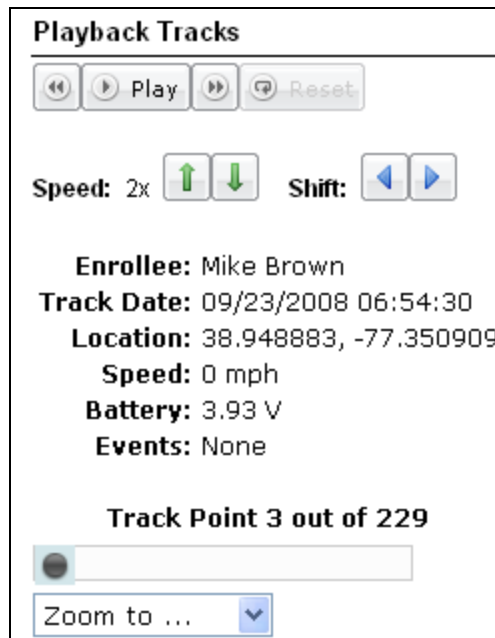 Playback Tracks
Play Reset
Speed: 2x Shift:
Enrollee: Mike Brown
Track Date: 09/23/2008 06:54:30
Location: 38.948883, -77.350909
Speed: 0 mph
Battery: 3.93 V
Events: None
Track Point 3 out of 229
Zoom to ...